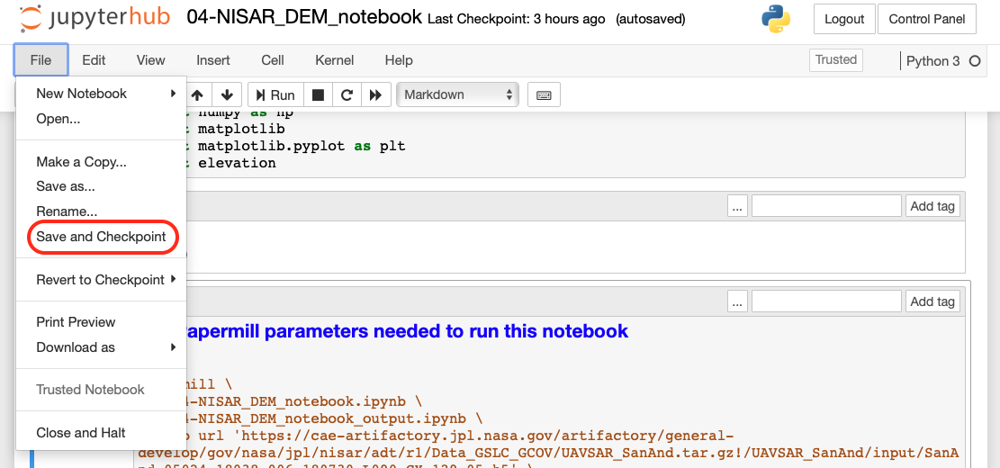 jupyterhub 04-NISAR_DEM_notebook Last Checkpoint: 3 hours ago (autosaved) Logout Control Panel
File Edit View Insert Cell Kernel Help Trusted Python 3
Run Markdown
New Notebook
Open...
Make a Copy...
Save as...
Rename...
Save and Checkpoint
Revert to Checkpoint
Print Preview
Download as
Trusted Notebook
Close and Halt
numpy as np
matplotlib
matplotlib.pyplot as plt
elevation
... Add tag
... Add tag
apermill parameters needed to run this notebook
mill \
4-NISAR_DEM_notebook.ipynb \
4-NISAR_DEM_notebook_output.ipynb \
url 'https://cae-artifactory.jpl.nasa.gov/artifactory/general-
develop/gov/nasa/jpl/nisar/adt/r1/Data_GSLC_GCOV/UAVSAR_SanAnd.tar.gz!/UAVSAR_SanAnd/input/SanA